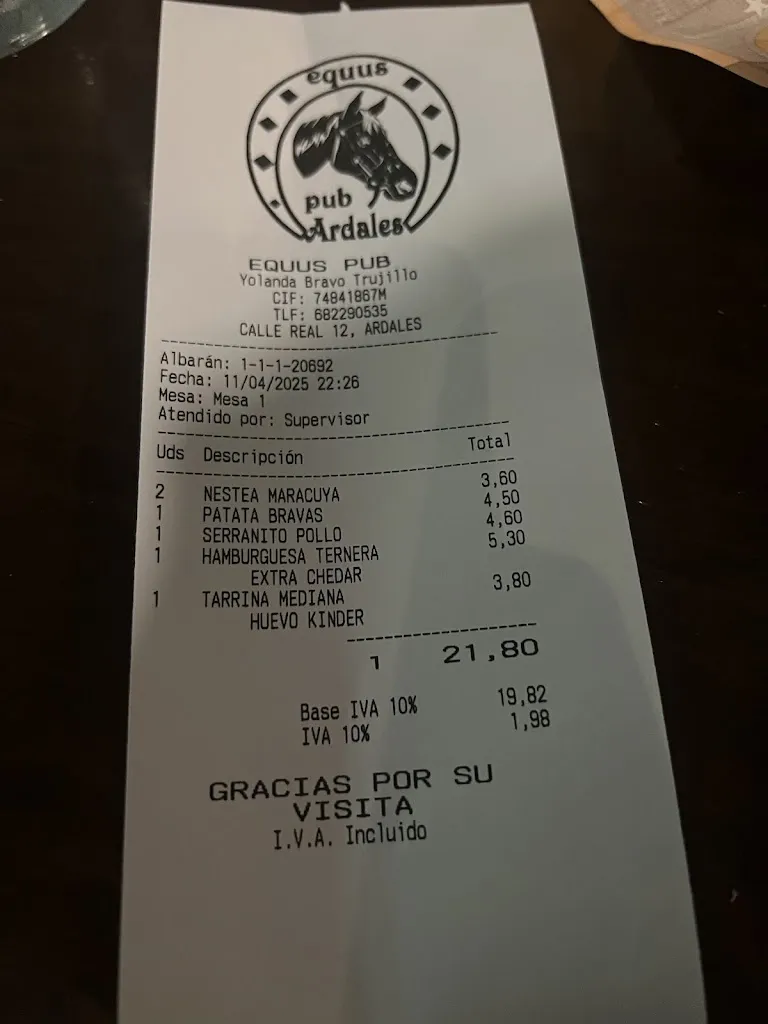 equus
pub
Ardales
EQUUS PUB
Yolanda Bravo Trujillo
CIF: 74841867M
TLF: 682290535
CALLE REAL 12, ARDALES
Albarán: 1-1-1-20692
Fecha: 11/04/2025 22:26
Mesa: Mesa 1
Atendido por: Supervisor
Uds Descripción Total
2 NESTEA MARACUYA 3,60
1 PATATA BRAVAS 4,50
1 SERRANITO POLLO 4,60
1 HAMBURGUESA TERNERA 5,30
EXTRA CHEDAR
1 TARRINA MEDIANA 3,80
HUEVO KINDER
1 21,80
Base IVA 10% 19,82
IVA 10% 1,98
GRACIAS POR SU
VISITA
I.V.A. Incluido